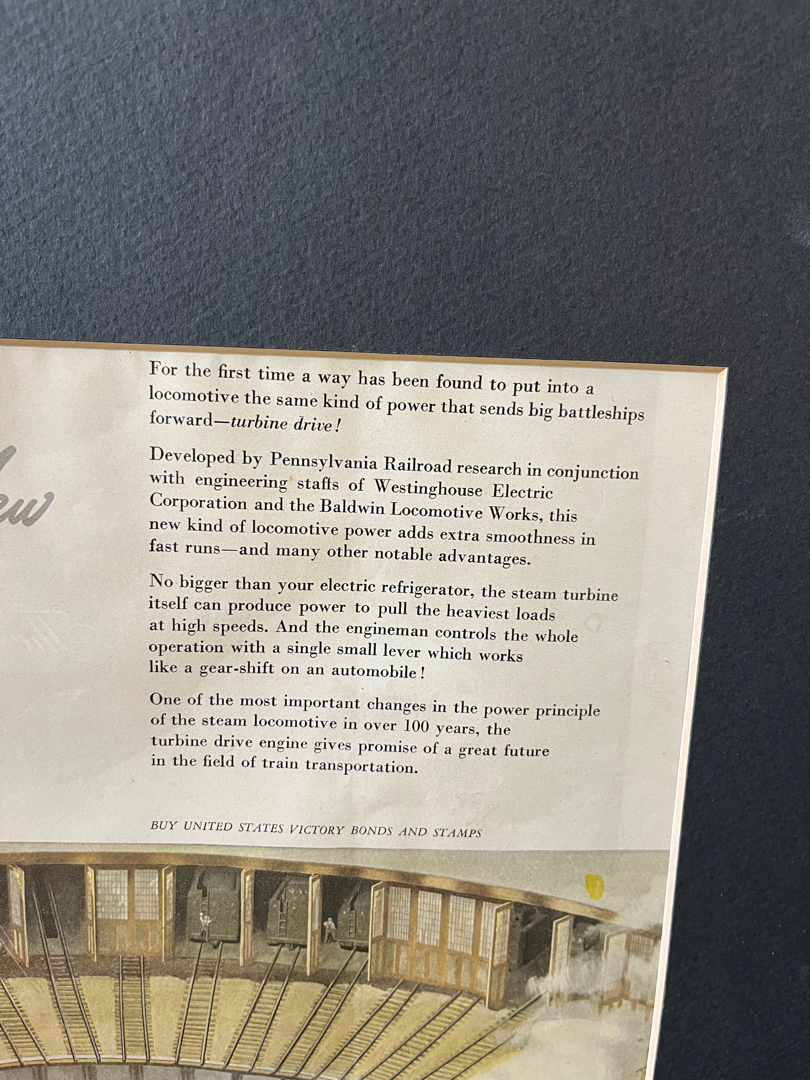 For the first time a way has been found to put into a
locomotive the same kind of power that sends big battleships
forward—turbine drive!
Developed by Pennsylvania Railroad research in conjunction
with engineering staffs of Westinghouse Electric
Corporation and the Baldwin Locomotive Works, this
new kind of locomotive power adds extra smoothness in
fast runs—and many other notable advantages.
No bigger than your electric refrigerator, the steam turbine
itself can produce power to pull the heaviest loads
at high speeds. And the engineman controls the whole
operation with a single small lever which works
like a gear-shift on an automobile!
One of the most important changes in the power principle
of the steam locomotive in over 100 years, the
turbine drive engine gives promise of a great future
in the field of train transportation.
BUY UNITED STATES VICTORY BONDS AND STAMPS